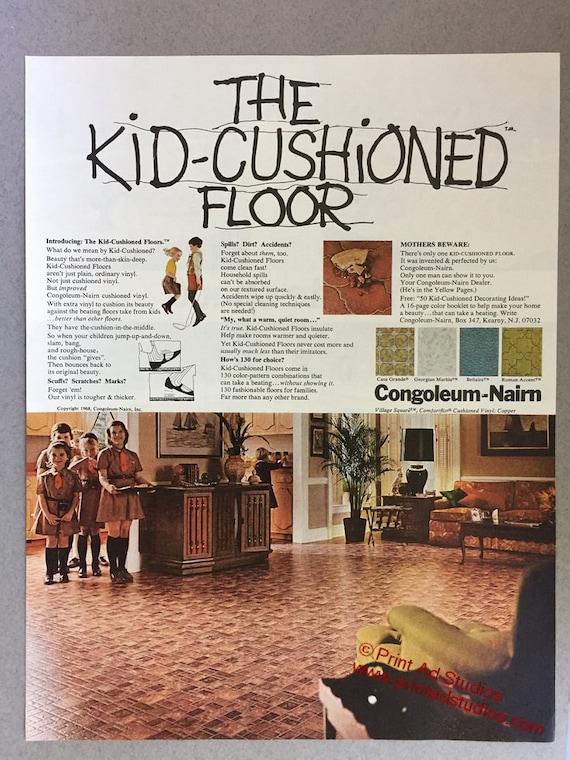 THE
KID-CUSHIONED
FLOOR
Introducing: The Kid-Cushioned Floors.™
What do we mean by Kid-Cushioned?
Beauty that's more-than-skin-deep.
Kid-Cushioned Floors
aren't just plain, ordinary vinyl.
Not just cushioned vinyl.
But improved
Congoleum-Nairn cushioned vinyl.
With extra vinyl to cushion its beauty
against the beating floors take from kids
...better than other floors.
They have the-cushion-in-the-middle.
So when your children jump-up-and-down,
slam, bang,
and rough-house,
the cushion "gives".
Then bounces back
to its original beauty.
Scuffs? Scratches? Marks?
Forget 'em!
Our vinyl is tougher & thicker.
Copyright 1968, Congoleum-Nairn, Inc.
Spills? Dirt? Accidents?
Forget about them, too.
Kid-Cushioned Floors
come clean fast!
Household spills
can't be absorbed
on our textured surface.
Accidents wipe up quickly & easily.
(No special cleaning techniques
are needed!)
"My, what a warm, quiet room..."
It's true. Kid-Cushioned Floors insulate
Help make rooms warmer and quieter.
Yet Kid-Cushioned Floors never cost more and
usually much less than their imitators.
How's 130 for choice?
Kid-Cushioned Floors come in
130 color-pattern combinations that
can take a beating...without showing it.
130 fashionable floors for families.
Far more than any other brand.
MOTHERS BEWARE:
There's only one KID-CUSHIONED FLOOR.
It was invented & perfected by us:
Congoleum-Nairn.
Only one man can show it to you.
Your Congoleum-Nairn Dealer.
(He's in the Yellow Pages.)
Free: "50 Kid-Cushioned Decorating Ideas!"
A 16-page color booklet to help make your home
a beauty...that can take a beating. Write
Congoleum-Nairn, Box 347, Kearny, N.J. 07032
Cava Grande® Georgian Marble™ Bellaire™ Roman Accent™
Congoleum-Nairn
Village Square™, Comfortflor® Cushioned Vinyl: Copper
© Print Ad Studios
www.printadstudios.com